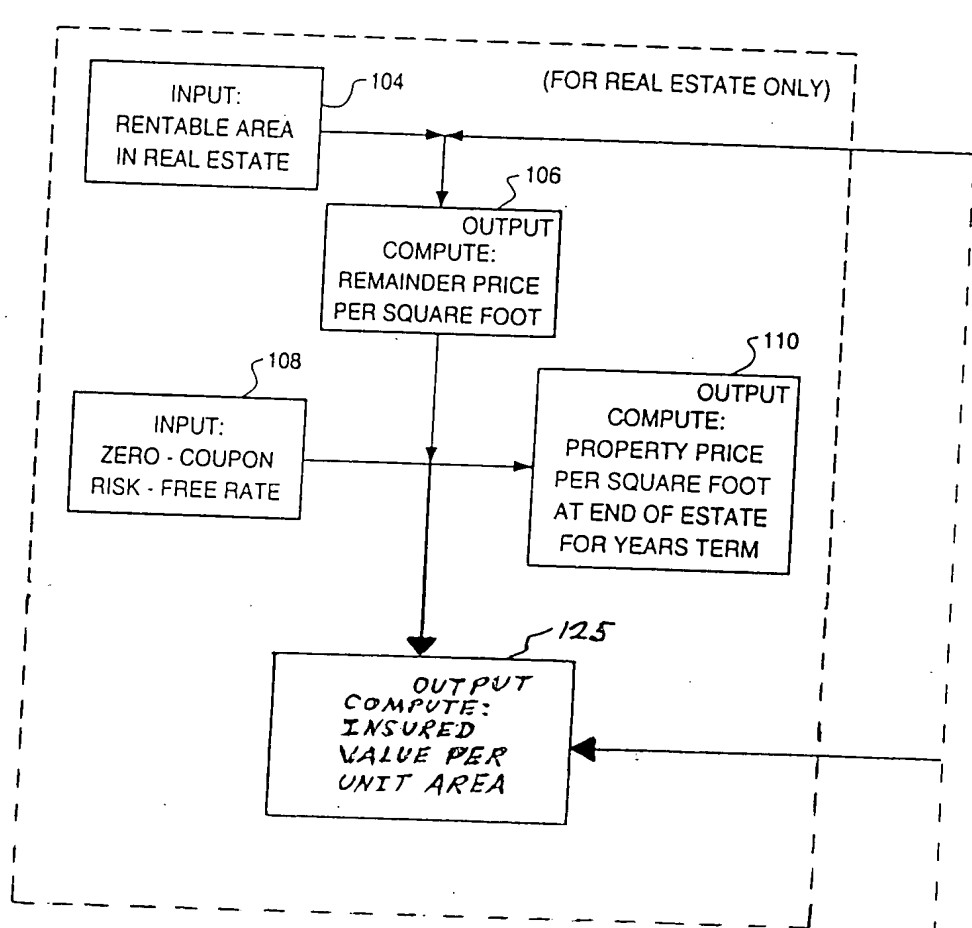 (FOR REAL ESTATE ONLY)
104
INPUT:
RENTABLE AREA
IN REAL ESTATE
106
OUTPUT
COMPUTE:
REMAINDER PRICE
PER SQUARE FOOT
108
INPUT:
ZERO - COUPON
RISK - FREE RATE
110
OUTPUT
COMPUTE:
PROPERTY PRICE
PER SQUARE FOOT
AT END OF ESTATE
FOR YEARS TERM
125
OUTPUT
COMPUTE:
INSURED
VALUE PER
UNIT AREA